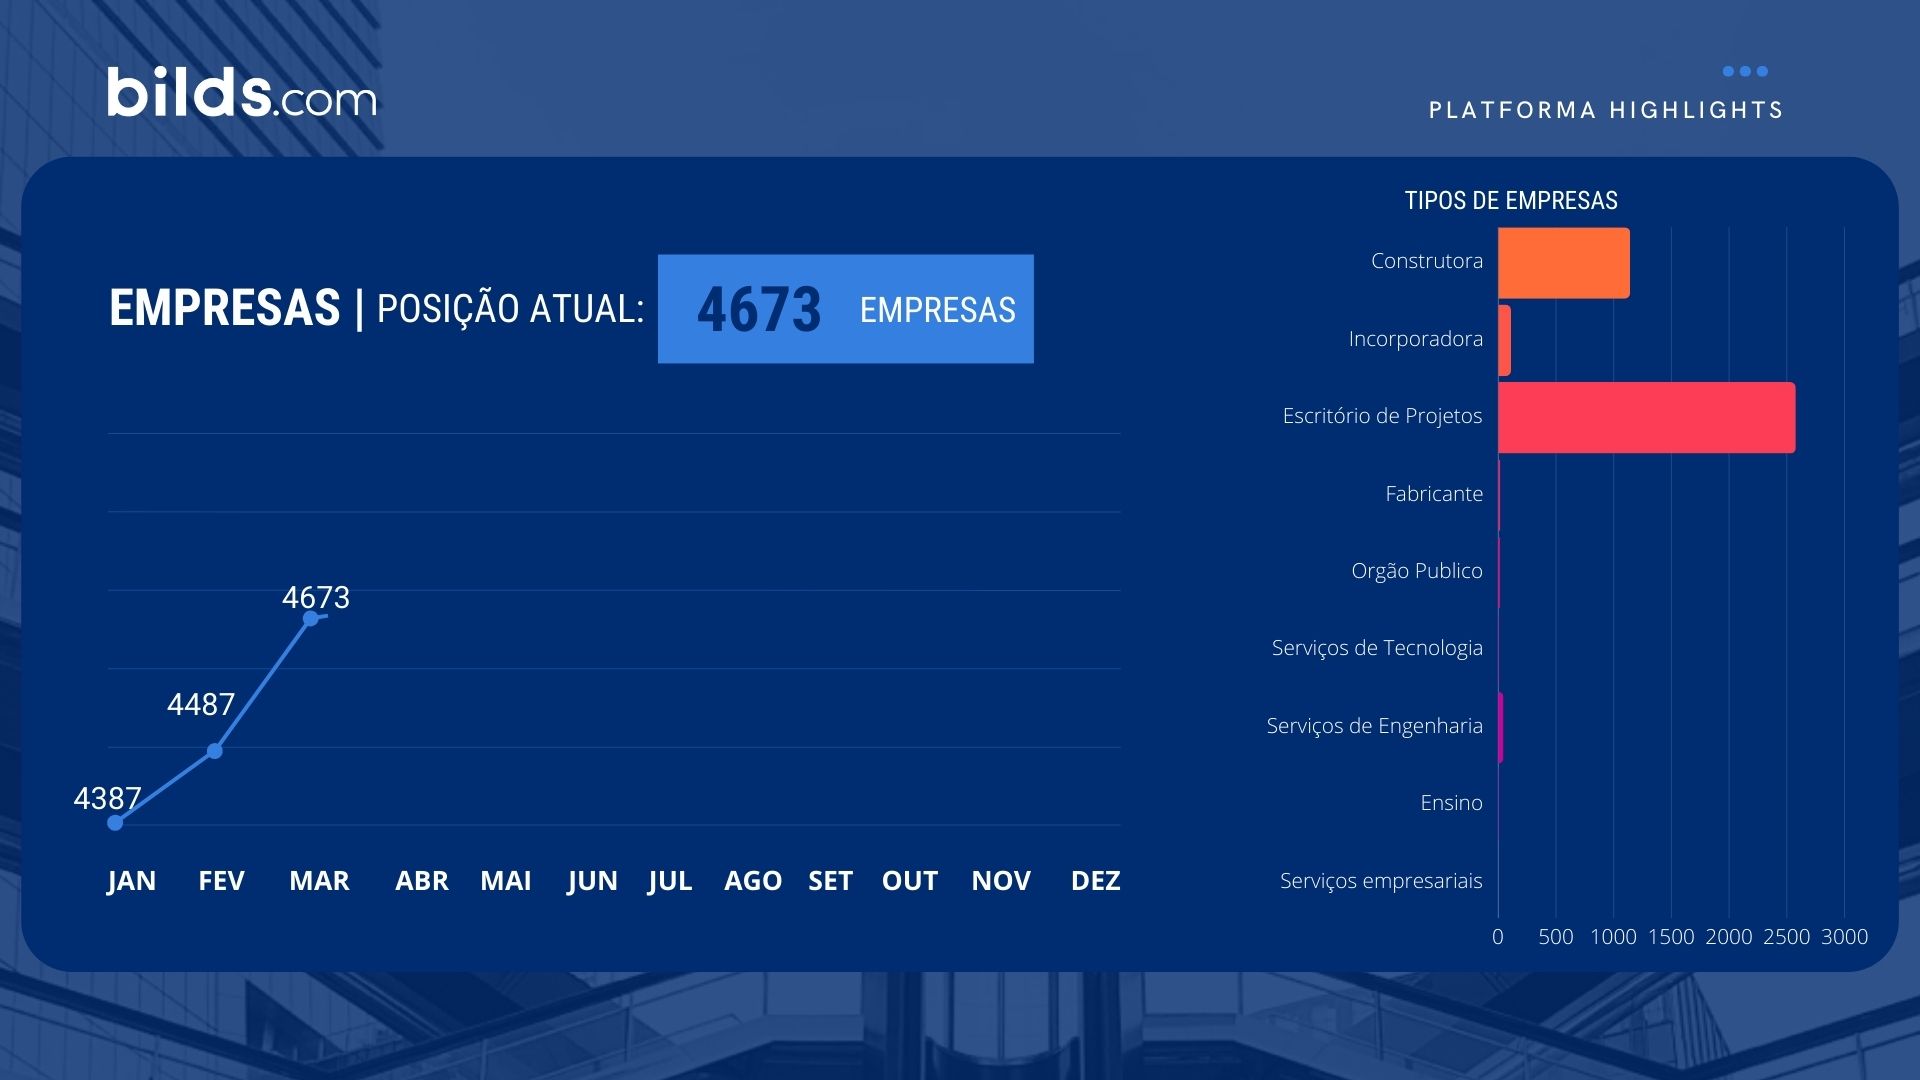 bilds.com
PLATFORMA HIGHLIGHTS
EMPRESAS | POSIÇÃO ATUAL: 4673 EMPRESAS
4673
4487
4387
JAN FEV MAR ABR MAI JUN JUL AGO SET OUT NOV DEZ
TIPOS DE EMPRESAS
Construtora
Incorporadora
Escritório de Projetos
Fabricante
Orgão Publico
Serviços de Tecnologia
Serviços de Engenharia
Ensino
Serviços empresariais
0 500 1000 1500 2000 2500 3000